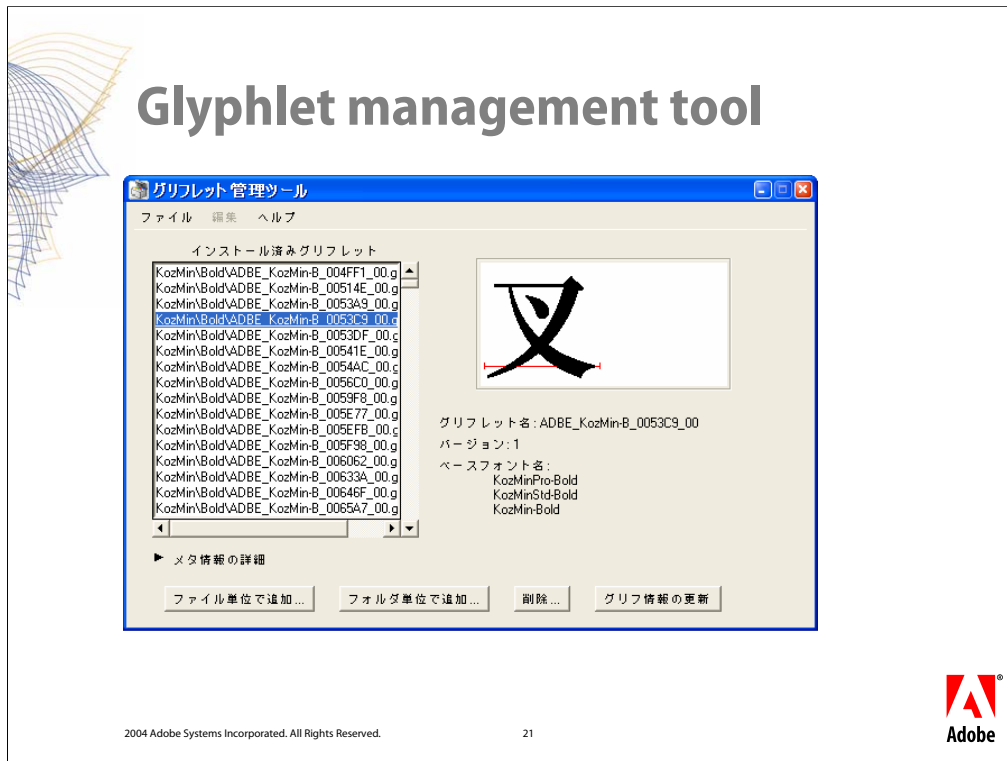 Glyphlet management tool
グリフレット管理ツール
ファイル 編集 ヘルプ
インストール済みグリフレット
KozMin\Bold\ADBE_KozMin-B_004FF1_00.g
KozMin\Bold\ADBE_KozMin-B_00514E_00.g
KozMin\Bold\ADBE_KozMin-B_0053A9_00.g
KozMin\Bold\ADBE_KozMin-B_0053C9_00.g
KozMin\Bold\ADBE_KozMin-B_0053DF_00.g
KozMin\Bold\ADBE_KozMin-B_00541E_00.g
KozMin\Bold\ADBE_KozMin-B_0054AC_00.g
KozMin\Bold\ADBE_KozMin-B_0056C0_00.g
KozMin\Bold\ADBE_KozMin-B_0059F8_00.g
KozMin\Bold\ADBE_KozMin-B_005E77_00.g
KozMin\Bold\ADBE_KozMin-B_005EFB_00.g
KozMin\Bold\ADBE_KozMin-B_005F98_00.g
KozMin\Bold\ADBE_KozMin-B_006062_00.g
KozMin\Bold\ADBE_KozMin-B_00633A_00.g
KozMin\Bold\ADBE_KozMin-B_00646F_00.g
KozMin\Bold\ADBE_KozMin-B_0065A7_00.g
叉
グリフレット名: ADBE_KozMin-B_0053C9_00
バージョン: 1
ベースフォント名:
KozMinPro-Bold
KozMinStd-Bold
KozMin-Bold
メタ情報の詳細
ファイル単位で追加... フォルダ単位で追加... 削除... グリフ情報の更新
2004 Adobe Systems Incorporated. All Rights Reserved. 21
Adobe
®